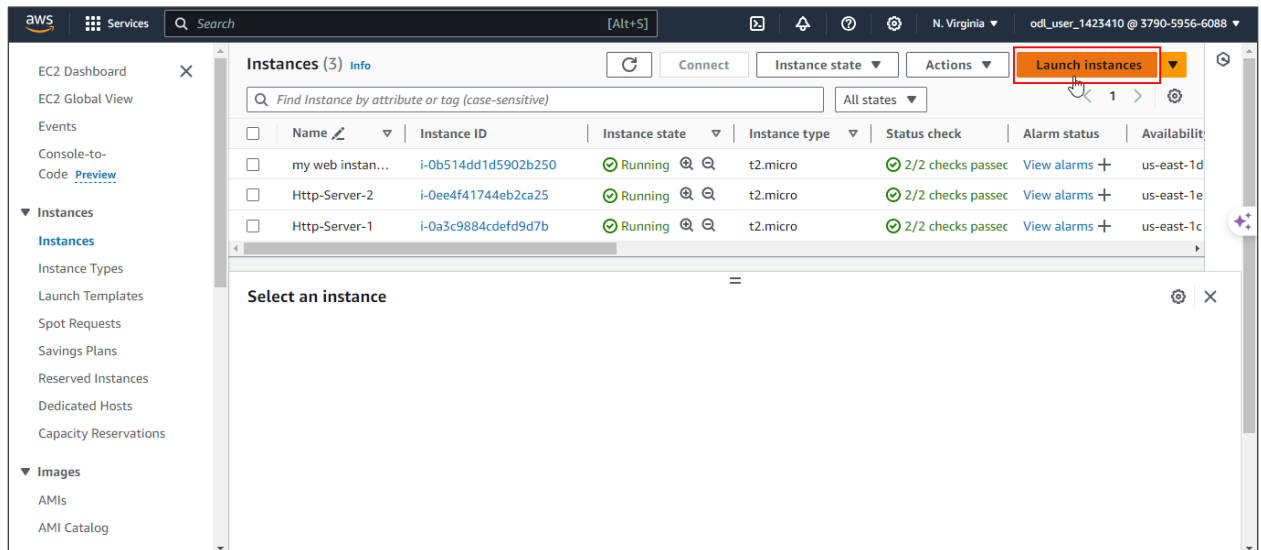 aws Services Search [Alt+S] N. Virginia ▼ odl_user_1423410 @ 3790-5956-6088 ▼
EC2 Dashboard
EC2 Global View
Events
Console-to-
Code Preview
▼ Instances
Instances
Instance Types
Launch Templates
Spot Requests
Savings Plans
Reserved Instances
Dedicated Hosts
Capacity Reservations
▼ Images
AMIs
AMI Catalog
Instances (3) Info Connect Instance state ▼ Actions ▼ Launch instances ▼
Find Instance by attribute or tag (case-sensitive) All states ▼ 1
Name Instance ID Instance state Instance type Status check Alarm status Availability
my web instan... i-0b514dd1d5902b250 Running t2.micro 2/2 checks passec View alarms + us-east-1d
Http-Server-2 i-0ee4f41744eb2ca25 Running t2.micro 2/2 checks passec View alarms + us-east-1e
Http-Server-1 i-0a3c9884cdefd9d7b Running t2.micro 2/2 checks passec View alarms + us-east-1c
Select an instance